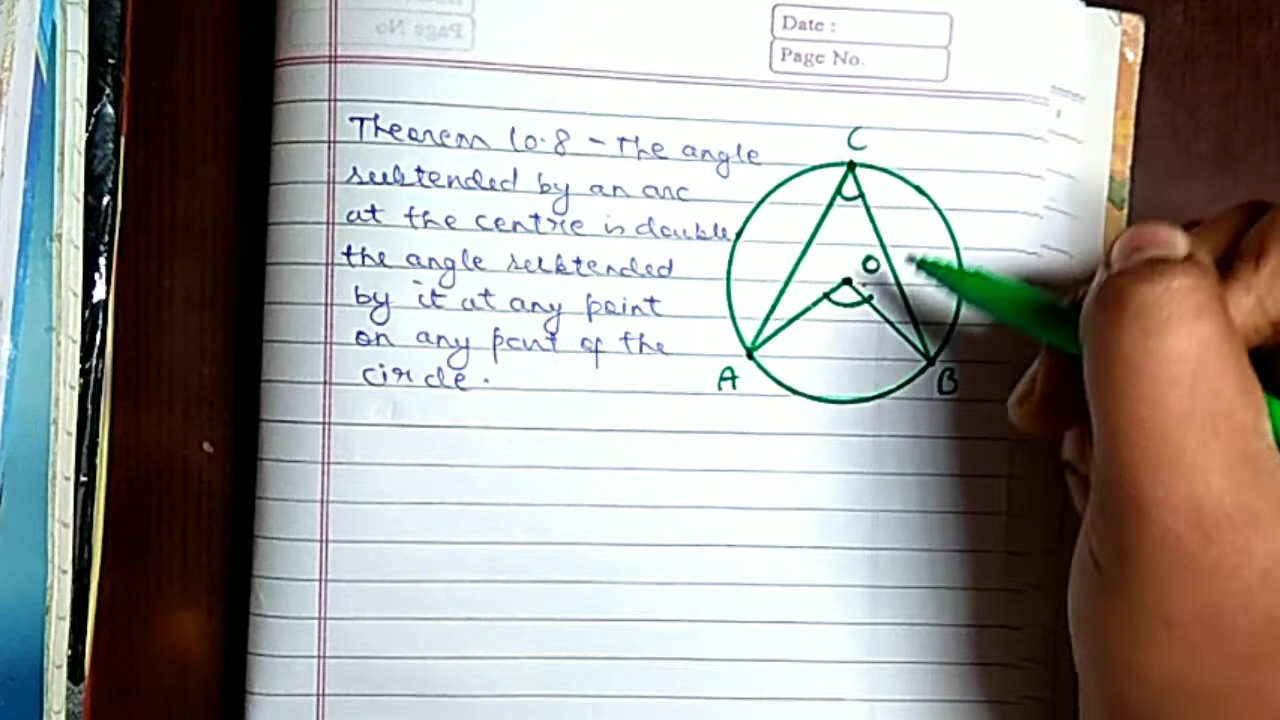 Date :
Page No.
Theorem 10.8 - The angle
subtended by an arc
at the centre is double
the angle subtended
by it at any point
on any part of the
circle.
C
O
A
B